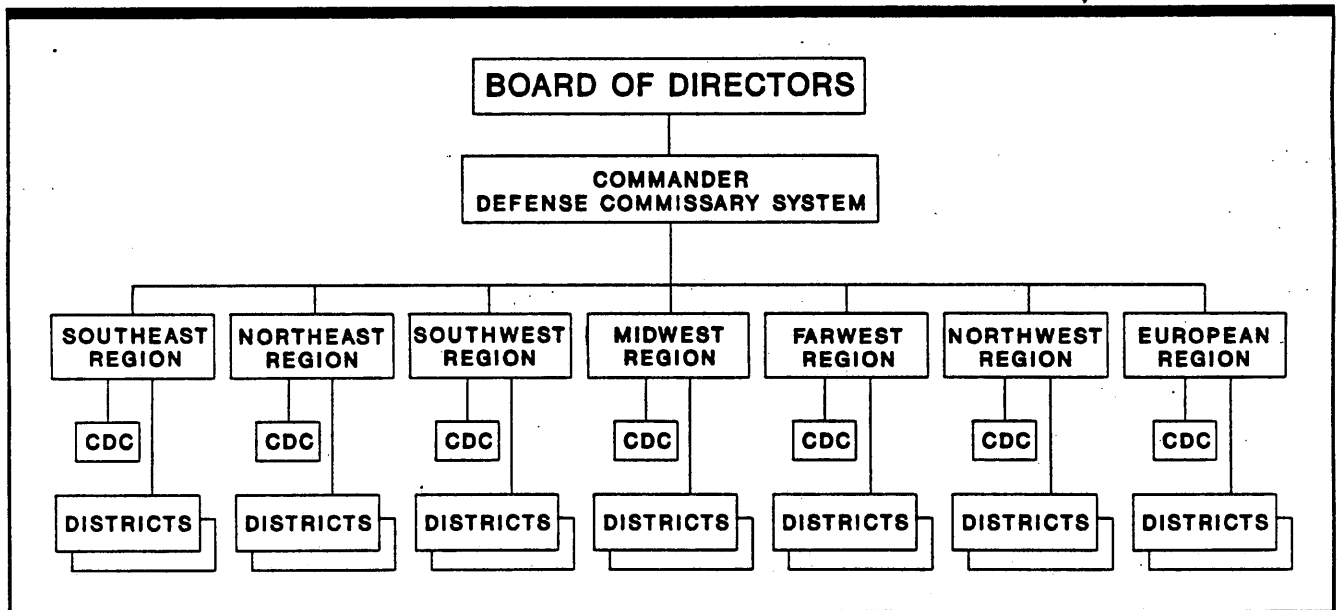 BOARD OF DIRECTORS
COMMANDER
DEFENSE COMMISSARY SYSTEM
SOUTHEAST
REGION
NORTHEAST
REGION
SOUTHWEST
REGION
MIDWEST
REGION
FARWEST
REGION
NORTHWEST
REGION
EUROPEAN
REGION
CDC
CDC
CDC
CDC
CDC
CDC
CDC
DISTRICTS
DISTRICTS
DISTRICTS
DISTRICTS
DISTRICTS
DISTRICTS
DISTRICTS